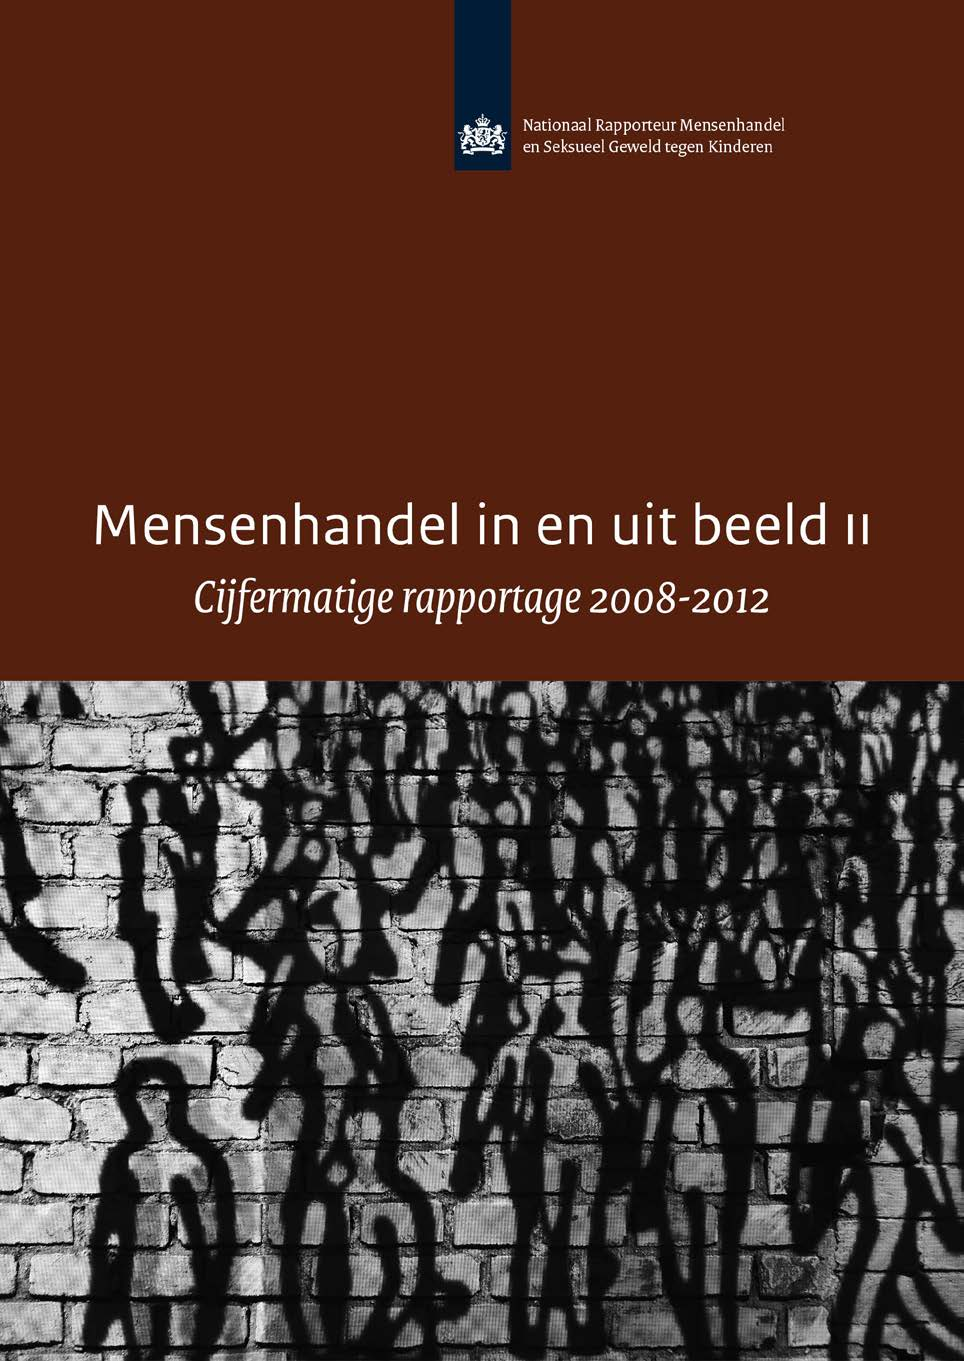 Nationaal Rapporteur Mensenhandel
en Seksueel Geweld tegen Kinderen
Mensenhandel in en uit beeld II
Cijfermatige rapportage 2008-2012